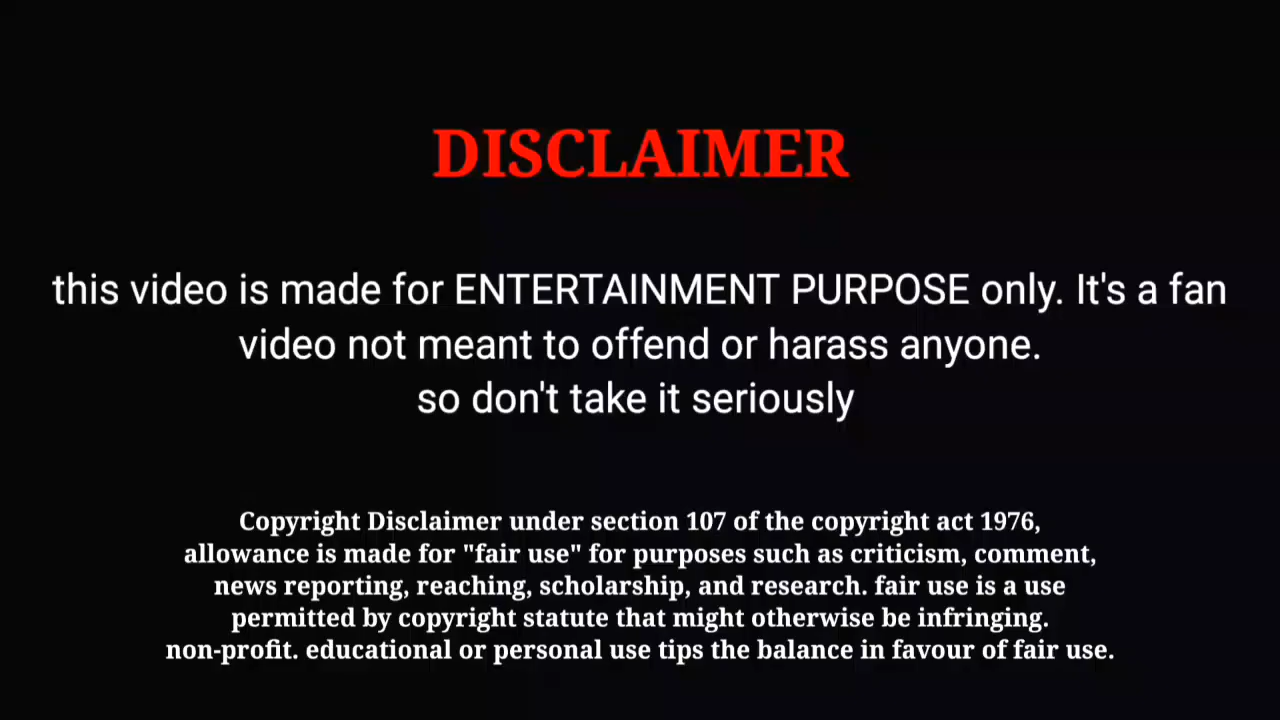 DISCLAIMER
this video is made for ENTERTAINMENT PURPOSE only. It's a fan
video not meant to offend or harass anyone.
so don't take it seriously
Copyright Disclaimer under section 107 of the copyright act 1976,
allowance is made for "fair use" for purposes such as criticism, comment,
news reporting, reaching, scholarship, and research. fair use is a use
permitted by copyright statute that might otherwise be infringing.
non-profit. educational or personal use tips the balance in favour of fair use.